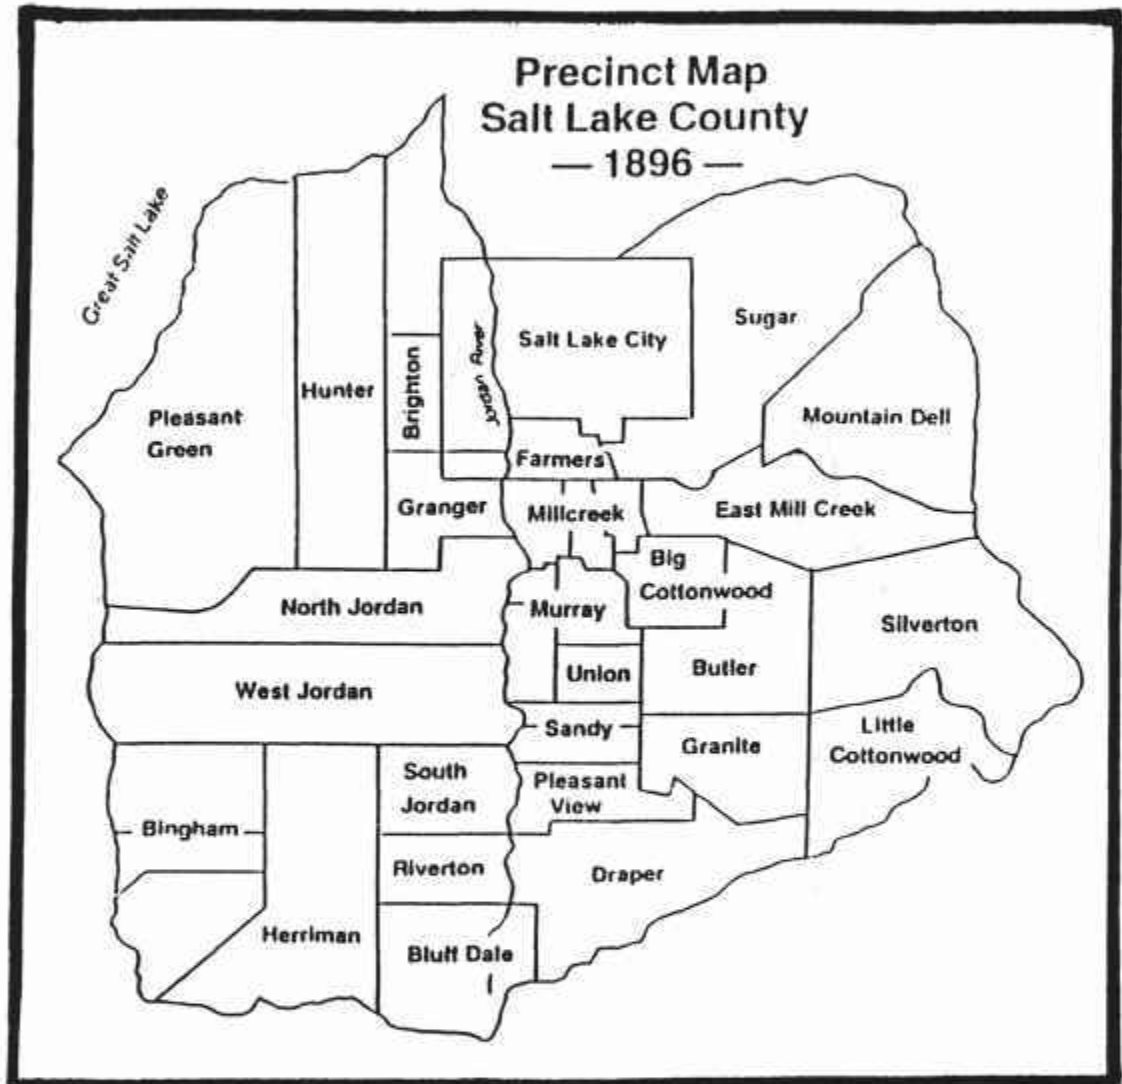 Precinct Map
Salt Lake County
— 1896 —
Great Salt Lake
Sugar
Salt Lake City
Jordan River
Hunter
Brighton
Pleasant
Green
Mountain Dell
Farmers
Granger
Millcreek
East Mill Creek
Big
Cottonwood
North Jordan
Murray
Silverton
Union
Butler
West Jordan
Sandy
Granite
Little
Cottonwood
South
Jordan
Pleasant
View
Bingham
Riverton
Draper
Herriman
Bluff Dale